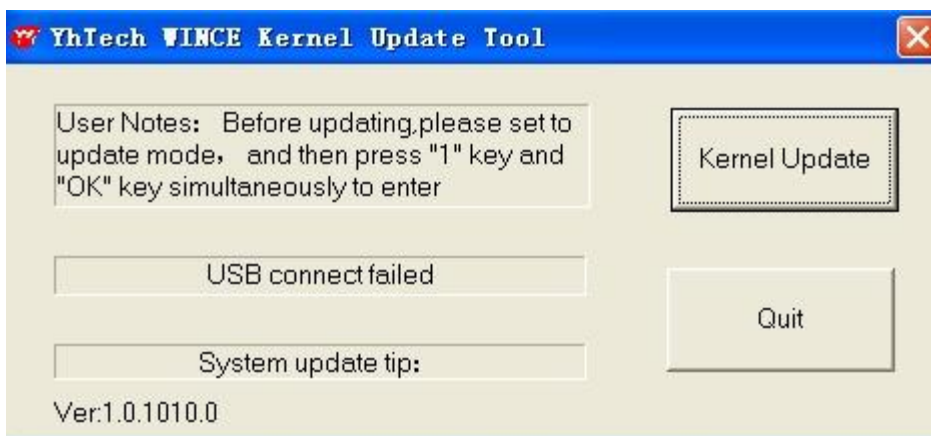 YhTech WINCE Kernel Update Tool
User Notes： Before updating,please set to
update mode， and then press "1" key and
"OK" key simultaneously to enter
Kernel Update
USB connect failed
Quit
System update tip：
Ver:1.0.1010.0